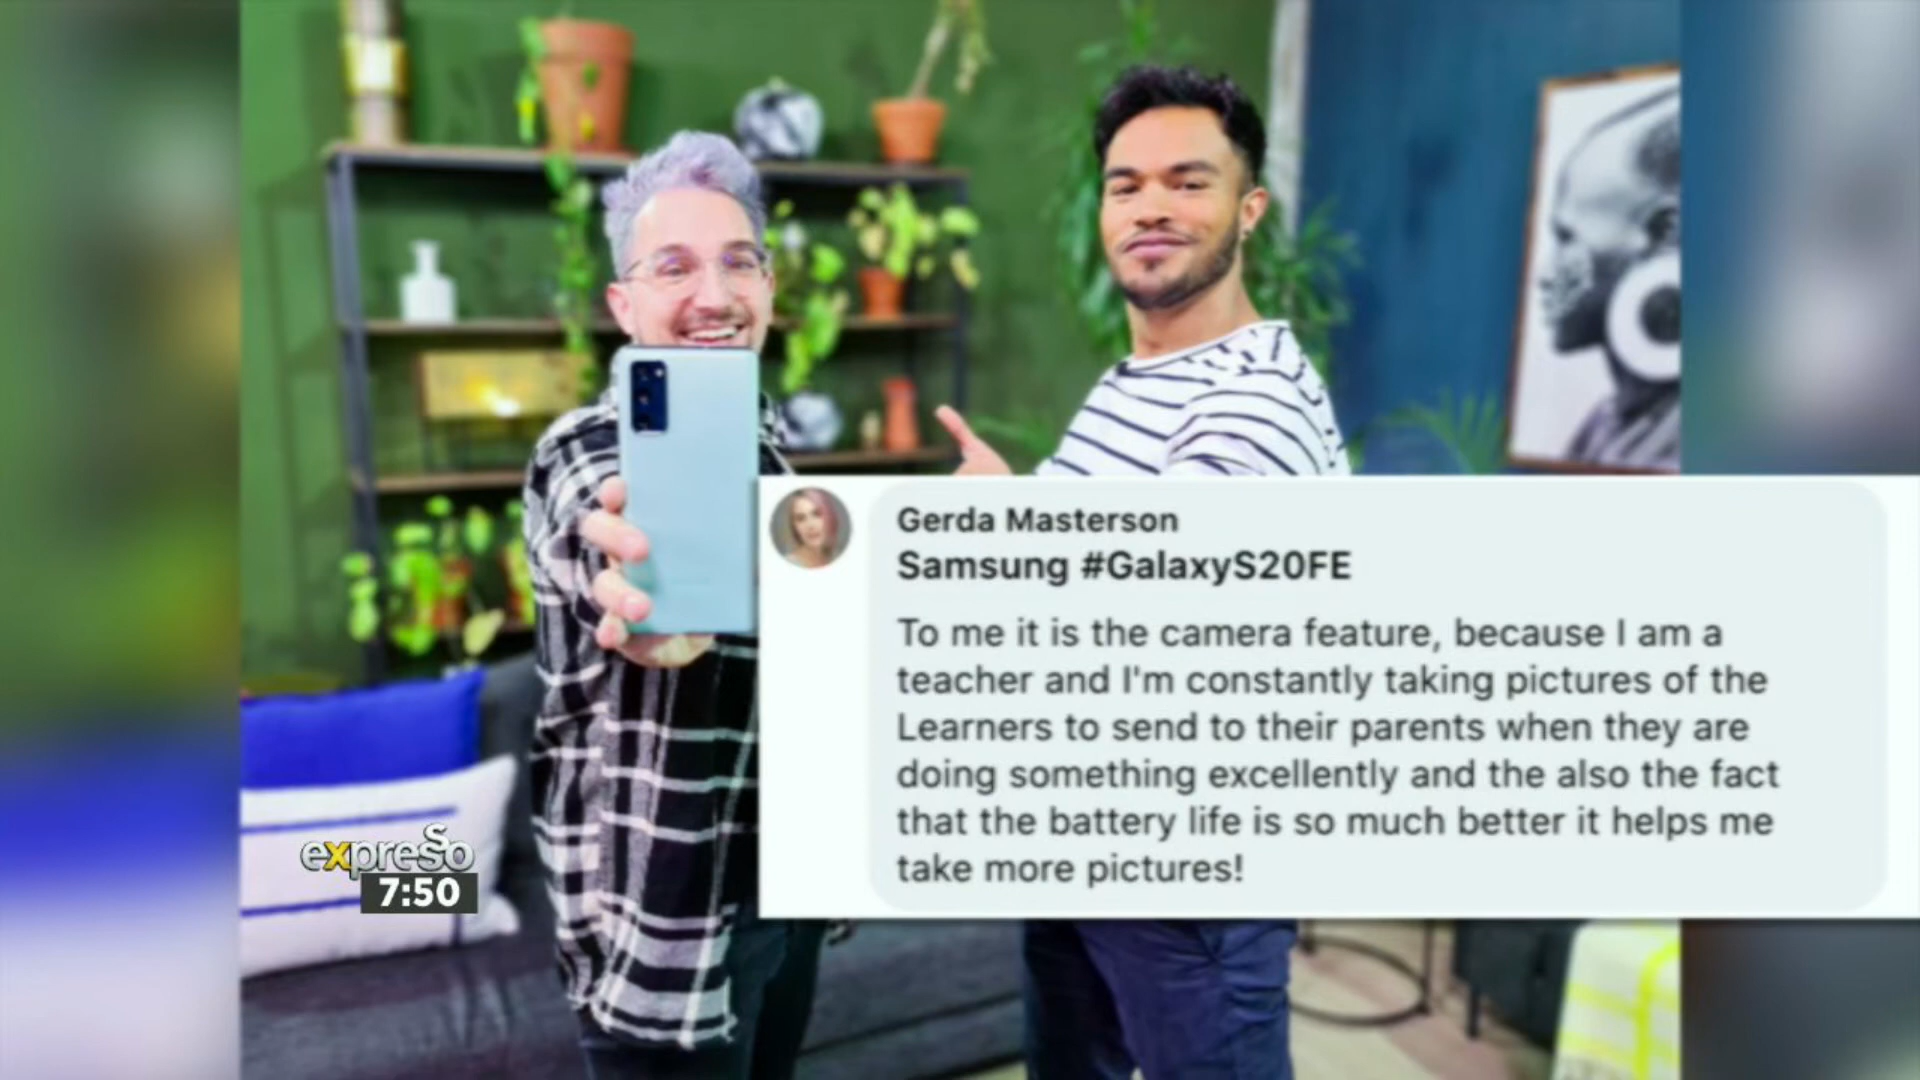 Gerda Masterson
Samsung #GalaxyS20FE
To me it is the camera feature, because I am a
teacher and I'm constantly taking pictures of the
Learners to send to their parents when they are
doing something excellently and the also the fact
that the battery life is so much better it helps me
take more pictures!
expresso
7:50